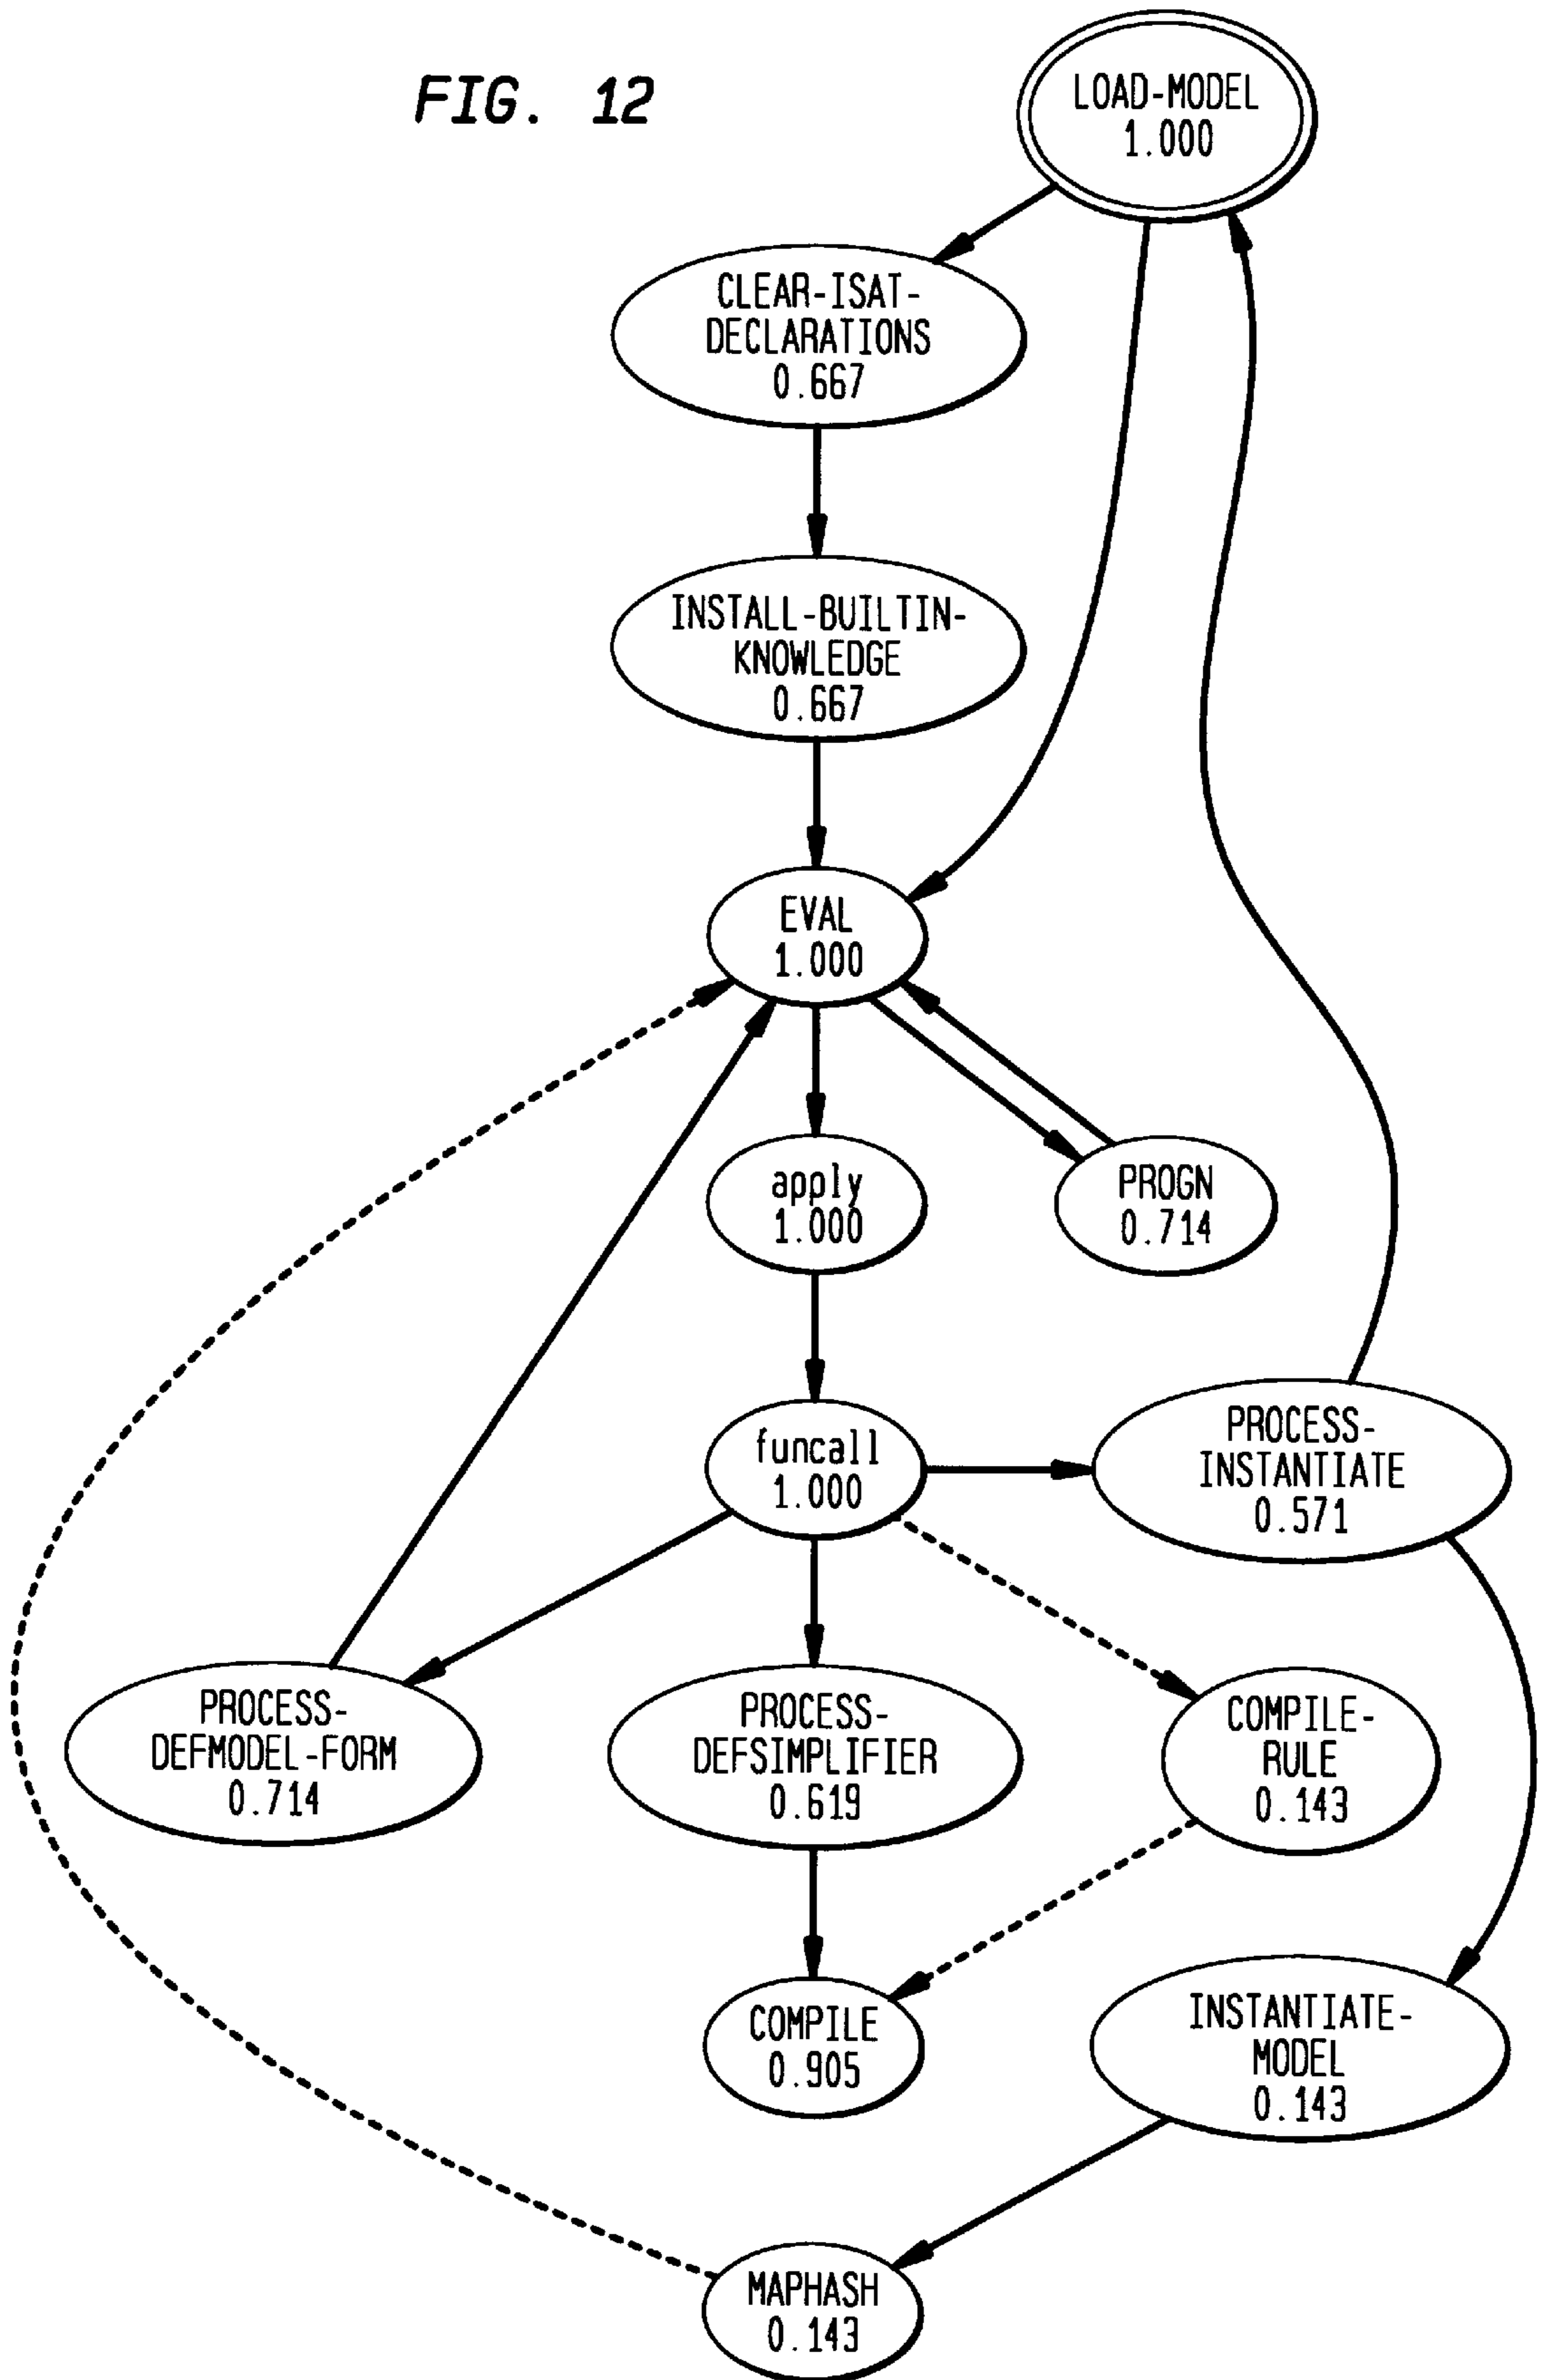 FIG. 12
LOAD-MODEL
1.000
CLEAR-ISAT-
DECLARATIONS
0.667
INSTALL-BUILTIN-
KNOWLEDGE
0.667
EVAL
1.000
apply
1.000
PROGN
0.714
funcall
1.000
PROCESS-
INSTANTIATE
0.571
PROCESS-
DEFMODEL-FORM
0.714
PROCESS-
DEFSIMPLIFIER
0.619
COMPILE-
RULE
0.143
COMPILE
0.905
INSTANTIATE-
MODEL
0.143
MAPHASH
0.143